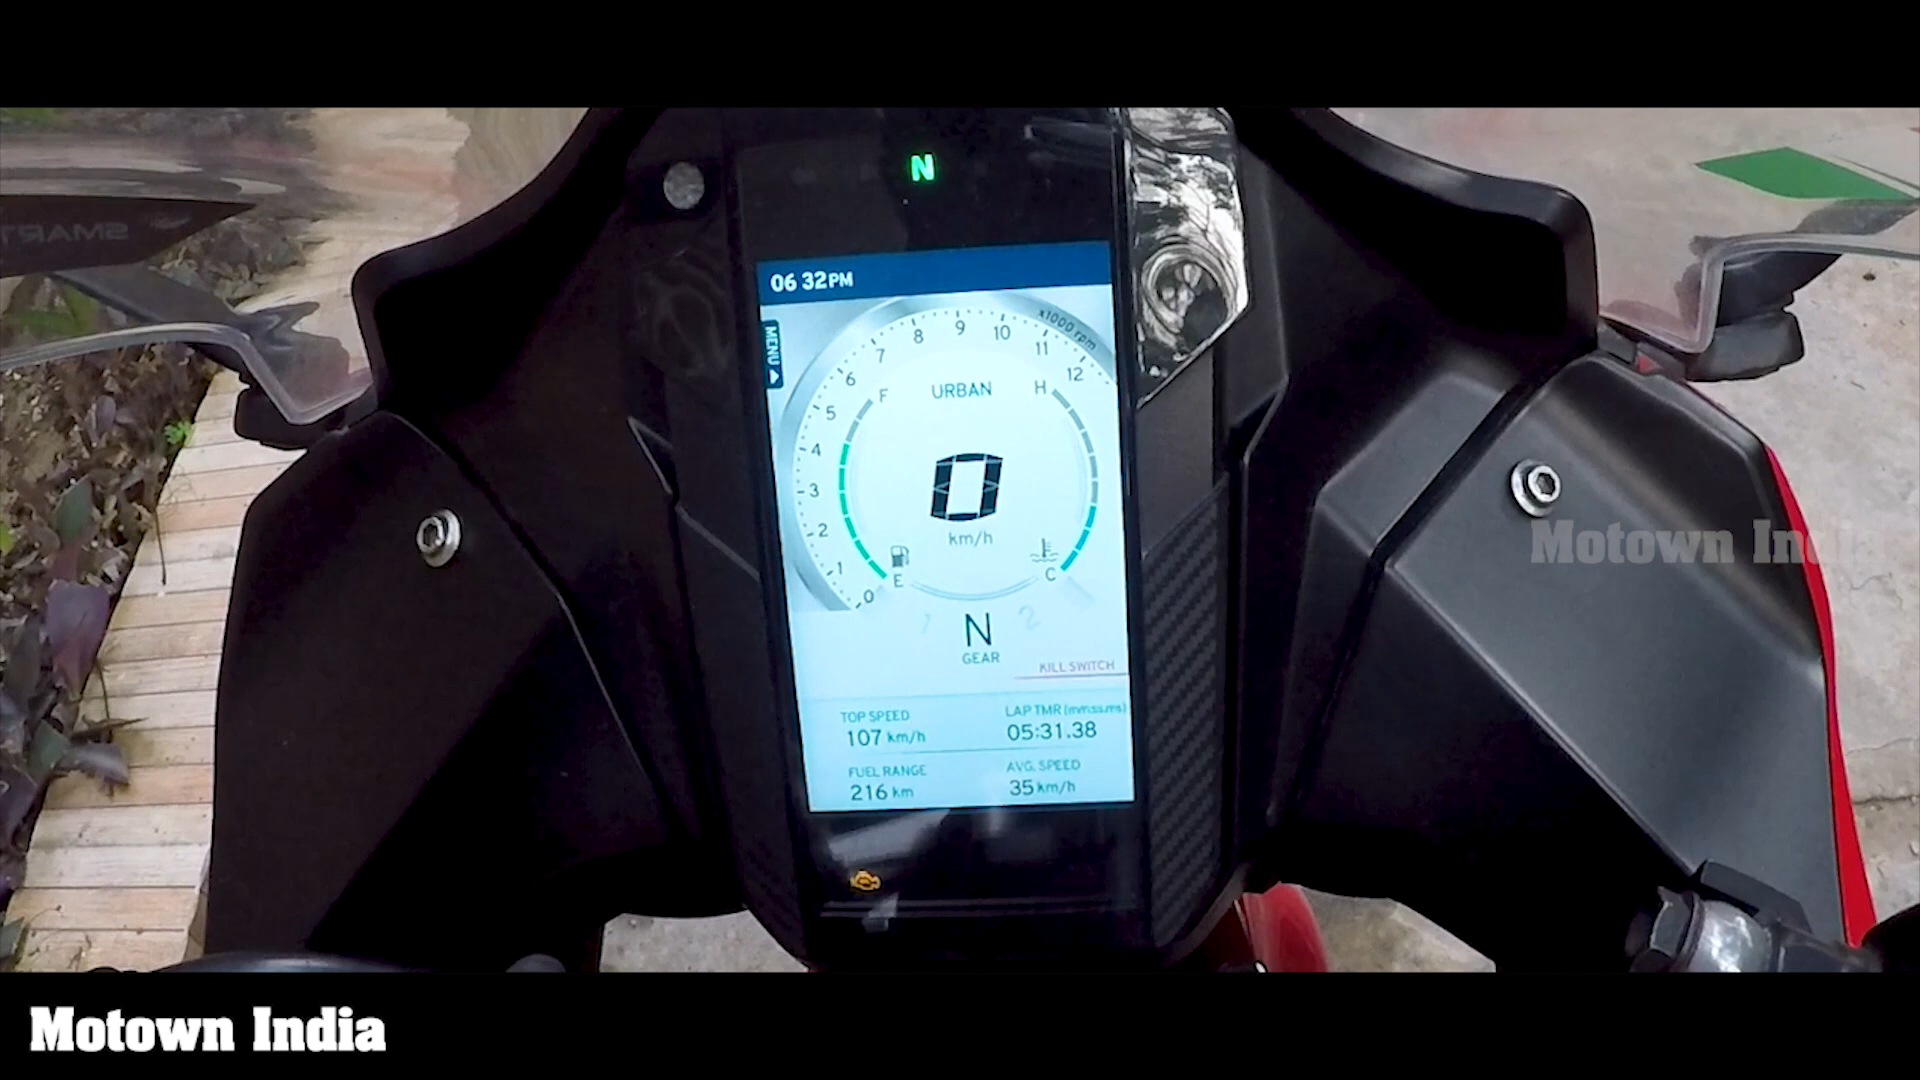 N
SMART
06 32PM
MENU
x1000 rpm
0 1 2 3 4 5 6 7 8 9 10 11 12
F
URBAN
H
0
km/h
E
C
1 N 2
GEAR
KILL SWITCH
TOP SPEED
107 km/h
LAP TMR (mm:ss.ms)
05:31.38
FUEL RANGE
216 km
AVG. SPEED
35 km/h
Motown India
Motown India